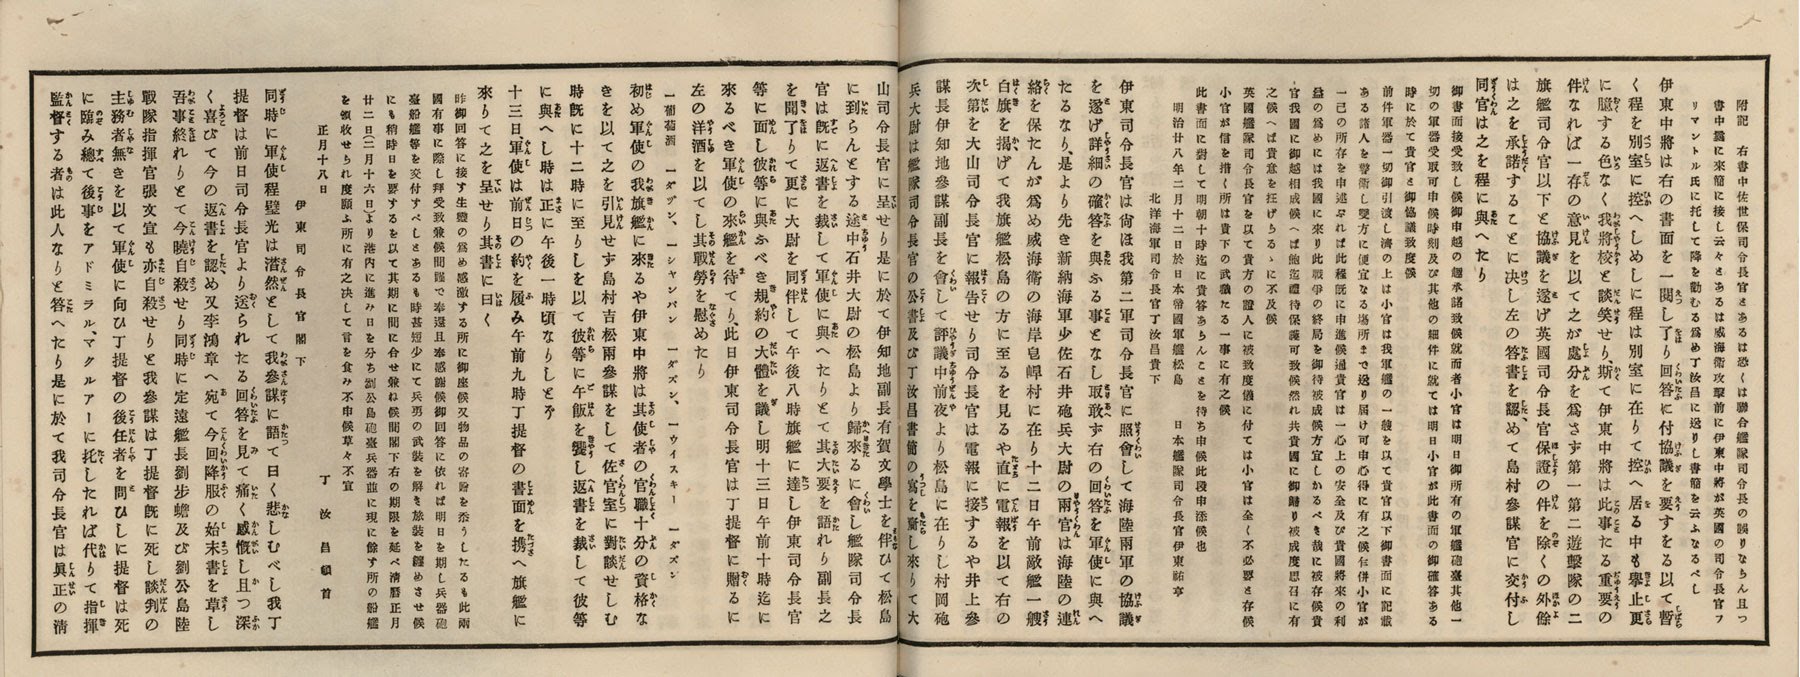 附記　右書中佐世保司令長官とあるは恐くは聯合艦隊司令長の誤りならん且つ
書中爲に來簡に接し云々とあるは威海衞攻擊前に伊東中將が英國の司令長官フ
リマントル氏に托して降を勸むる爲め丁汝昌に送りし書簡を云ふなるべし
伊東中將は右の書面を一閱し了り回答に付協議を要するを以て暫
く程を別室に控へしめしに程は別室に在りて控へ居る中も擧止更
に臆する色なく我將校と談笑せり、斯て伊東中將は此事たる重要の
件なれば一存の意見を以て之が處分を爲さず第一第二遊擊隊の二
旗艦司令官以下と協議を遂げ英國司令長官保證の件を除くの外餘
は之を承諾することに決し左の答書を認めて島村參謀官に交付し
同官は之を程に與へたり
御書面接受致し候御申越の趣承諾致候就而者小官は明日御所有の軍艦砲臺其他一
切の軍器受取可申候時刻及び其他の細件に就ては明日小官が此書面の御確答ある
時に於て貴官と御協議致度候
前件軍器一切御引渡し濟の上は小官は我軍艦の一艘を以て貴官以下御書面に記載
ある諸人を警衞し雙方に便宜なる場所まで送り屆け可申心得に有之候乍併小官が
一己の所存を申述ぶれば此程既に申進候通貴官は一心上の安全及び貴國將來の利
益の爲めには我國に來り此戰爭の終局を御待被成候方宜しかるべき哉に被存候貴
官我國に御越相成候へば飽迄禮待保護可致候然れ共貴國に御歸り被成度思召に有
之候へば貴意を狂げらるゝに不及候
英國艦隊司令長官を以て貴方の證人に被致度儀に付ては小官は全く不必要と存候
小官が信を措く所は貴下の武職たる一事に有之候
此書面に對して明朝十時迄に貴答あらんことを待ち申候此段申添候也
明治廿八年二月十二日於日本帝國軍艦松島　日本艦隊司令長官伊東祐亨
北洋海軍司令長官丁汝昌貴下
伊東司令長官は尙ほ我第二軍司令長官に照會して海陸兩軍の協議
を遂げ詳細の確答を與ふる事となし取敢ず右の回答を軍使に與へ
たるなり、是より先き新納海軍少佐石井砲兵大尉の兩官は海陸の連
絡を保たんが爲め威海衞の海岸皂埠村に在り十二日午前敵艦一艘
白旗を揭げて我旗艦松島の方に至るを見るや直に電報を以て右の
次第を大山司令長官に報吿せり司令長官は電報に接するや井上參
謀長伊知地參謀副長を會して評議中前夜より松島に在りし村岡砲
兵大尉は艦隊司令長官の公書及び丁汝昌書簡の寫を齎し來りて大
山司令長官に呈せり是に於て伊知地副長有賀文學士を伴ひて松島
に到らんとする途中石井大尉の松島より歸來るに會し艦隊司令長
官は既に返書を裁して軍使に與へたりとて其大要を語れり副長之
を聞了りて更に大尉を同伴して午後八時旗艦に達し伊東司令長官
等に面し彼等に與ふべき規約の大體を議し明十三日午前十時迄に
來るべき軍使の來艦を待てり、此日伊東司令長官は丁提督に贈るに
左の洋酒を以てし其戰勞を慰めたり
一葡萄酒　一ダヅン、一シャンパン　一ダズン、一ウイスキー　一ダズン
初め軍使の我旗艦に來るや伊東中將は其使者の官職十分の資格な
きを以て之を引見せず島村吉松兩參謀をして佐官室に對談せしむ
時既に十二時に至りしを以て彼等に午飯を饗し返書を裁して彼等
に與へし時は正に午後一時頃なりしとぞ
十三日軍使は前日の約を履み午前九時丁提督の書面を携へ旗艦に
來りて之を呈せり其書に曰く
昨御回答に接す生靈の爲め感激する所に御座候又物品の寄贈を忝うしたるも此兩
國有事に際し拜受致兼候間謹で奉還且奉感謝候御回答に依れば明日を期し兵器砲
臺船艦等を交付すべしとあるも時甚短少にて兵勇の武裝を解き旅裝を纏めさせ候
にも稍時日を要するを以て其期に間に合せ兼ね候間閣下右の期限を延べ淸曆正月
廿二日(二月十六日)より港内に進み日を分ち劉公島砲臺兵器並に現に餘す所の船艦
を領收せられ度願ふ所に有之決して言を食み不申候草々不宣
正月十八日　丁　汝　昌頓首
伊東司令長官閣下
同時に軍使程璧光は潸然として我參謀に語て曰く悲しむべし我丁
提督は前日司令長官より送られたる回答を見て痛く感慨し且つ深
く喜びて今の返書を認め又李鴻章へ宛て今回降服の始末書を草し
吾事終れりとて今曉自殺せり同時に定遠艦長劉步蟾及び劉公島陸
戰隊指揮官張文宣も亦自殺せりと我參謀は丁提督既に死し談判の
主務者無きを以て軍使に向ひ丁提督の後任者を問ひしに提督は死
に臨み總て後事をアドミラル、マクルアーに托したれば代りて指揮
監督する者は此人なりと答へたり是に於て我司令長官は眞正の淸